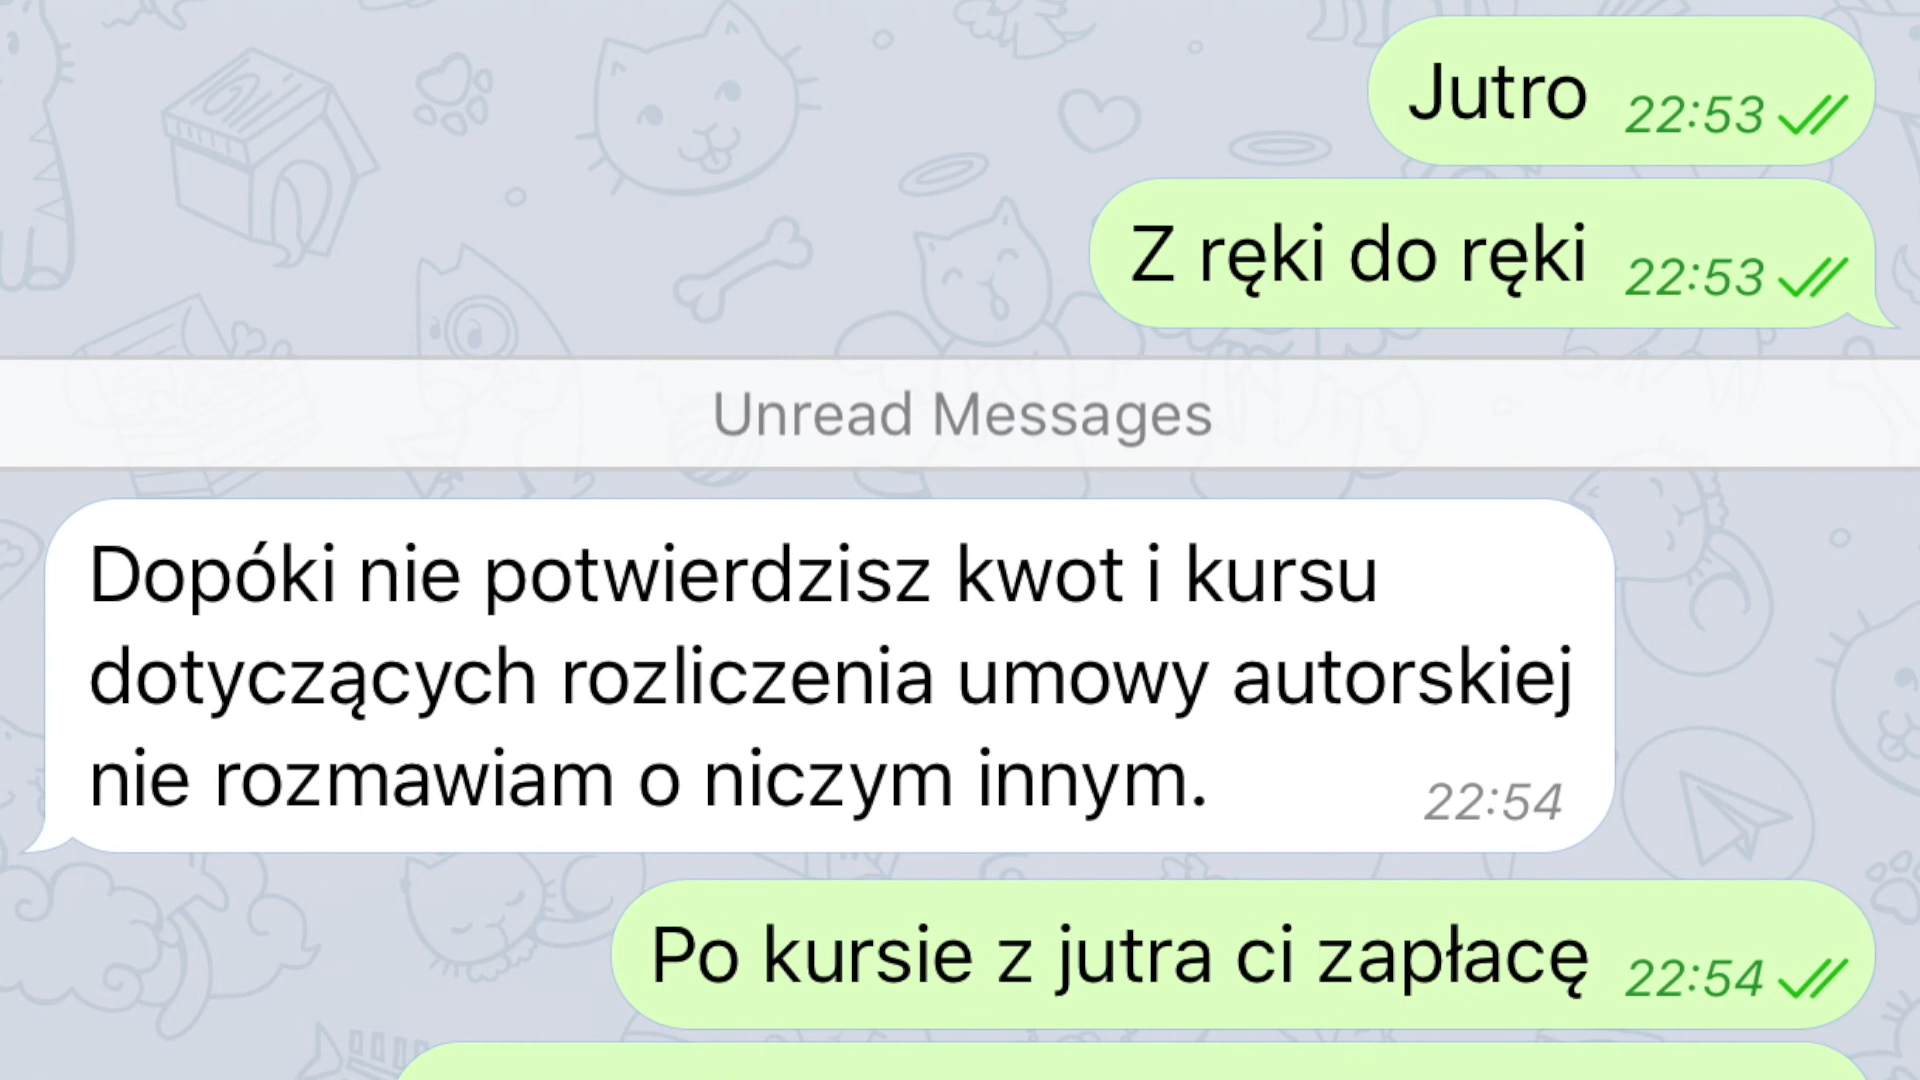 Jutro 22:53
Z ręki do ręki 22:53
Unread Messages
Dopóki nie potwierdzisz kwot i kursu
dotyczących rozliczenia umowy autorskiej
nie rozmawiam o niczym innym. 22:54
Po kursie z jutra ci zapłacę 22:54